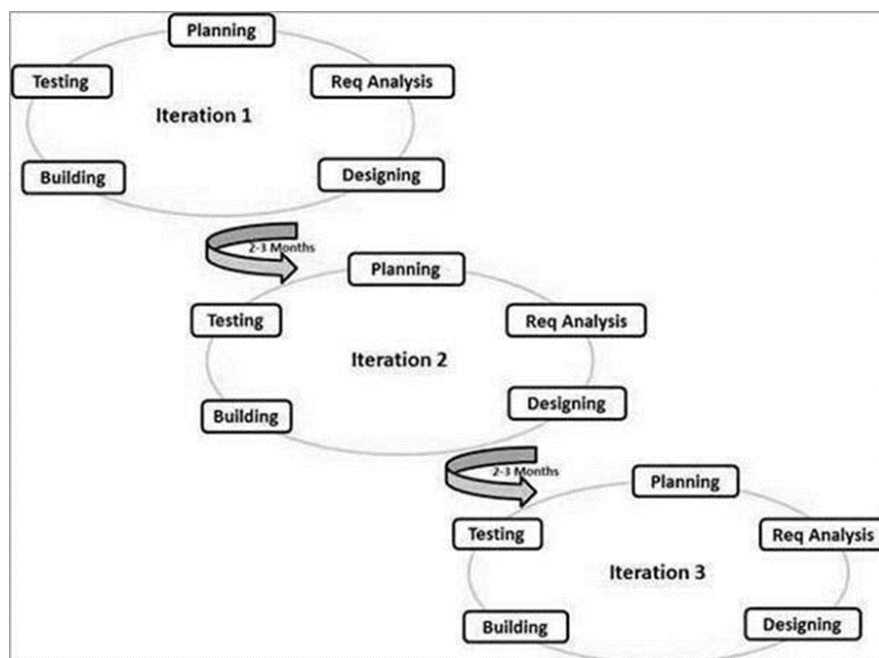 Planning
Testing
Req Analysis
Iteration 1
Building
Designing
2-3 Months
Planning
Testing
Req Analysis
Iteration 2
Building
Designing
2-3 Months
Planning
Testing
Req Analysis
Iteration 3
Building
Designing